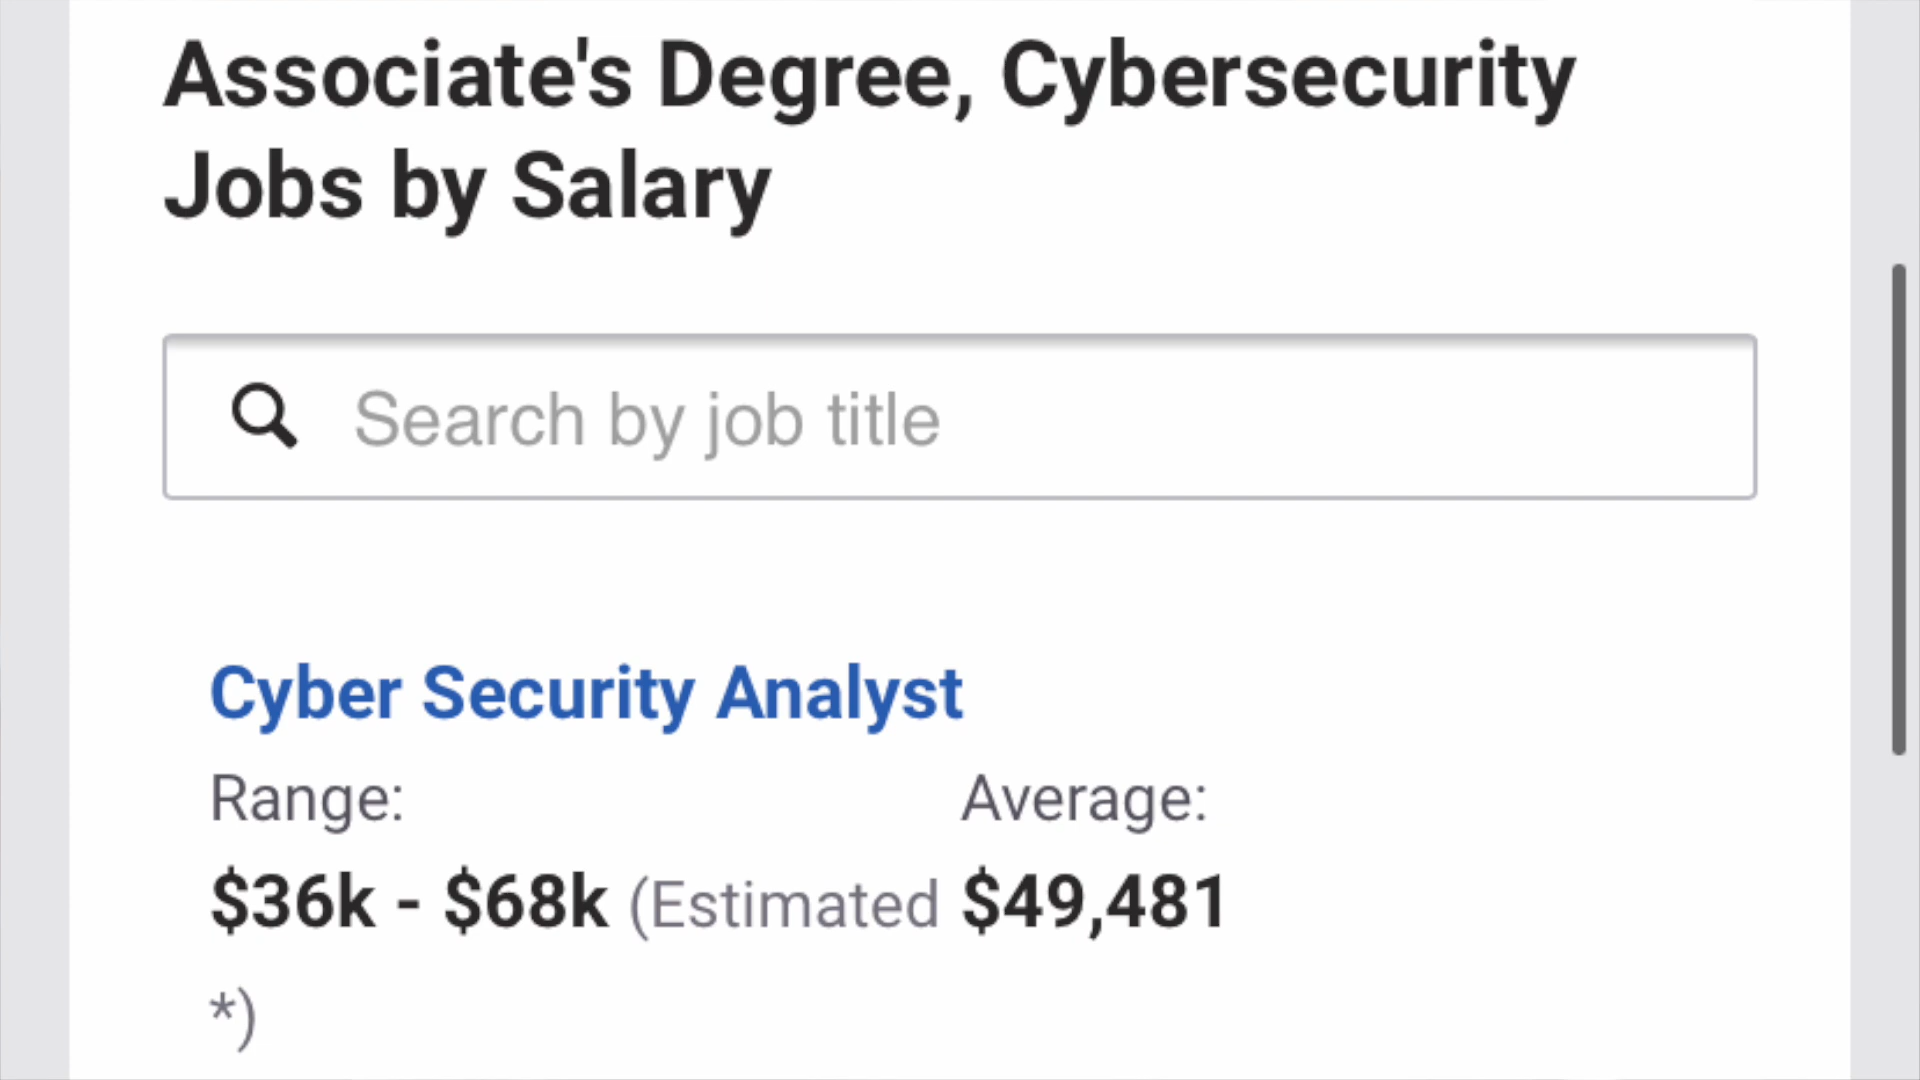 Associate's Degree, Cybersecurity
Jobs by Salary
Search by job title
Cyber Security Analyst
Range: Average:
$36k - $68k (Estimated $49,481
*)